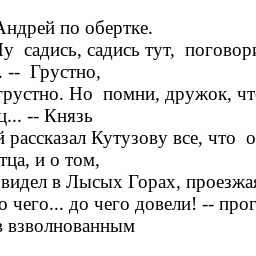 Андрей по обертке.
Ну  садись, садись тут,  поговори
. --  Грустно,
грустно. Но  помни, дружок, чт
ц... -- Князь
й рассказал Кутузову все, что  о
тца, и о том,
видел в Лысых Горах, проезжая
о чего... до чего довели! -- прог
в взволнованным